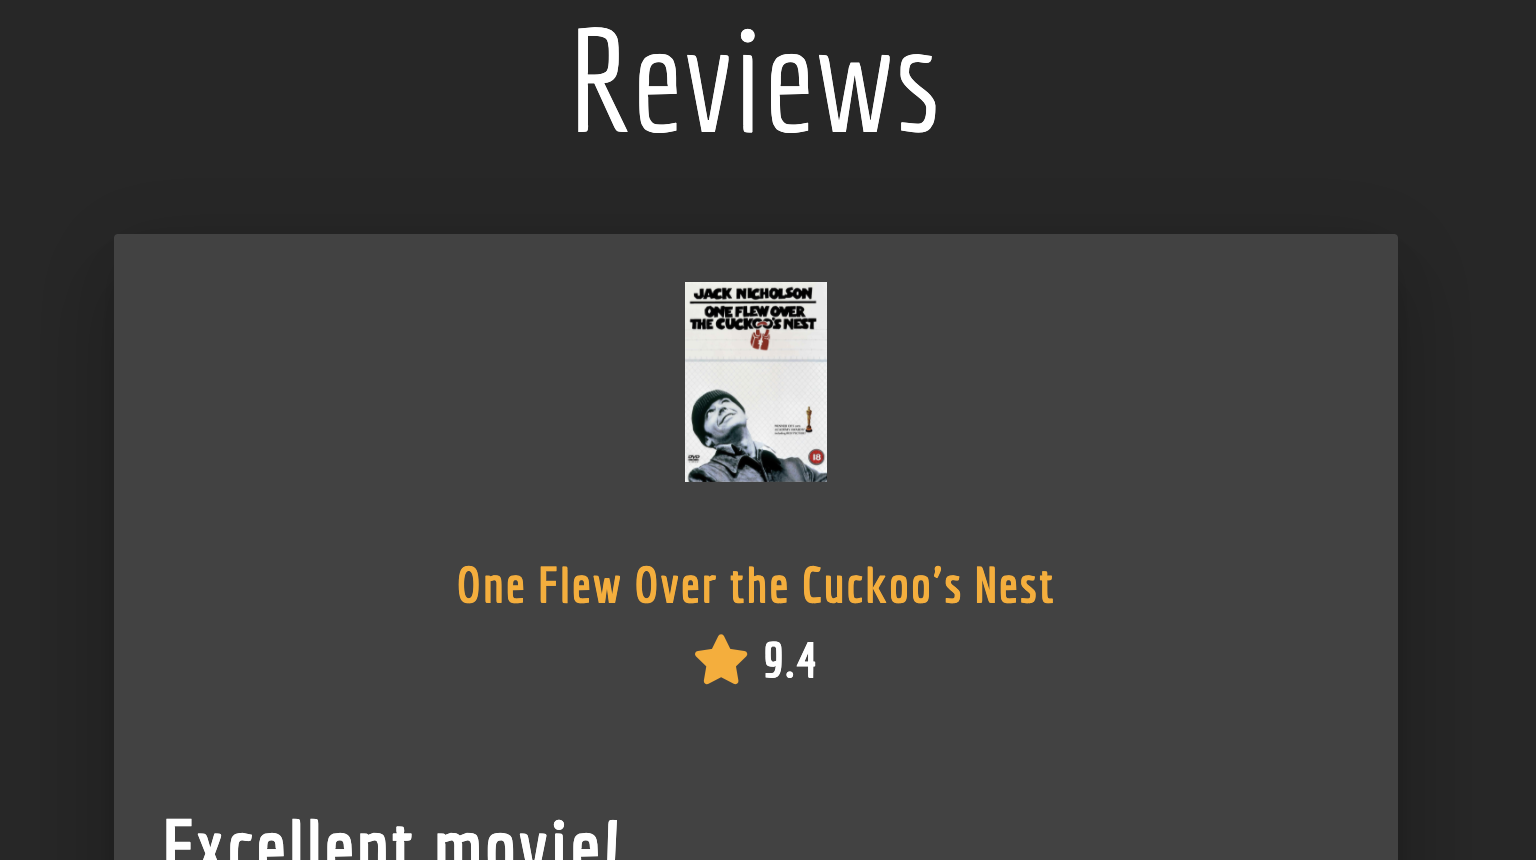 Reviews
JACK NICHOLSON
ONE FLEW OVER
THE CUCKOO'S NEST
DVD
18
One Flew Over the Cuckoo's Nest
9.4
Excellent movie!